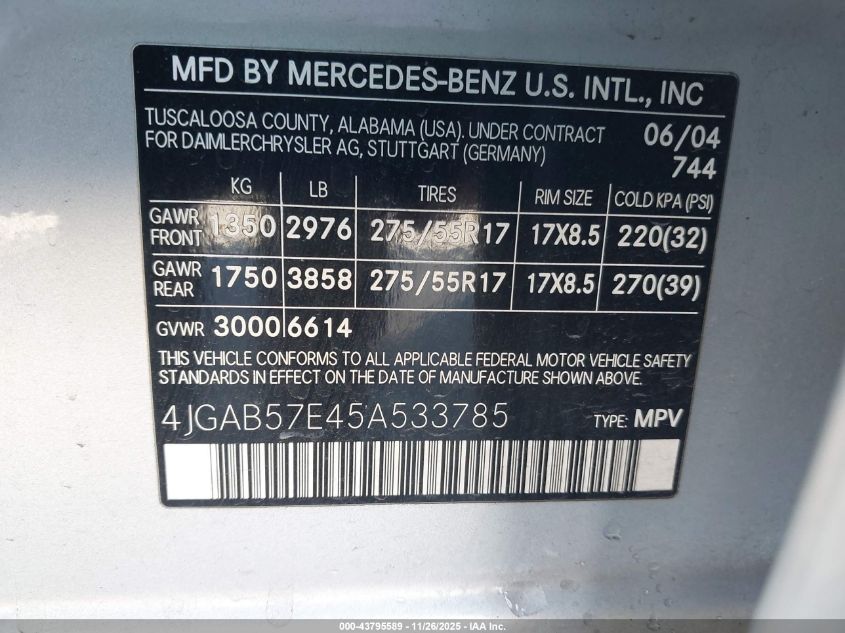 MFD BY MERCEDES-BENZ U.S. INTL., INC
TUSCALOOSA COUNTY, ALABAMA (USA). UNDER CONTRACT 06/04
FOR DAIMLERCHRYSLER AG, STUTTGART (GERMANY) 744
KG LB TIRES RIM SIZE COLD KPA (PSI)
GAWR FRONT 1350 2976 275/55R17 17X8.5 220(32)
GAWR REAR 1750 3858 275/55R17 17X8.5 270(39)
GVWR 3000 6614
THIS VEHICLE CONFORMS TO ALL APPLICABLE FEDERAL MOTOR VEHICLE SAFETY
STANDARDS IN EFFECT ON THE DATE OF MANUFACTURE SHOWN ABOVE.
4JGAB57E45A533785 TYPE: MPV
000-43795589 - 11/26/2025 - IAA Inc.